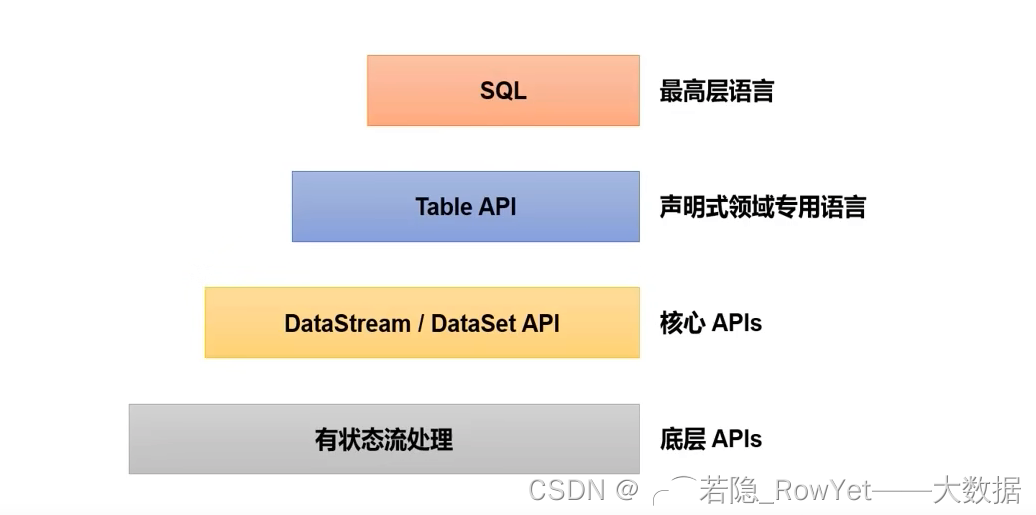 SQL 最高层语言
Table API 声明式领域专用语言
DataStream / DataSet API 核心 APIs
有状态流处理 底层 APIs
CSDN @╭⌒若隐_RowYet——大数据